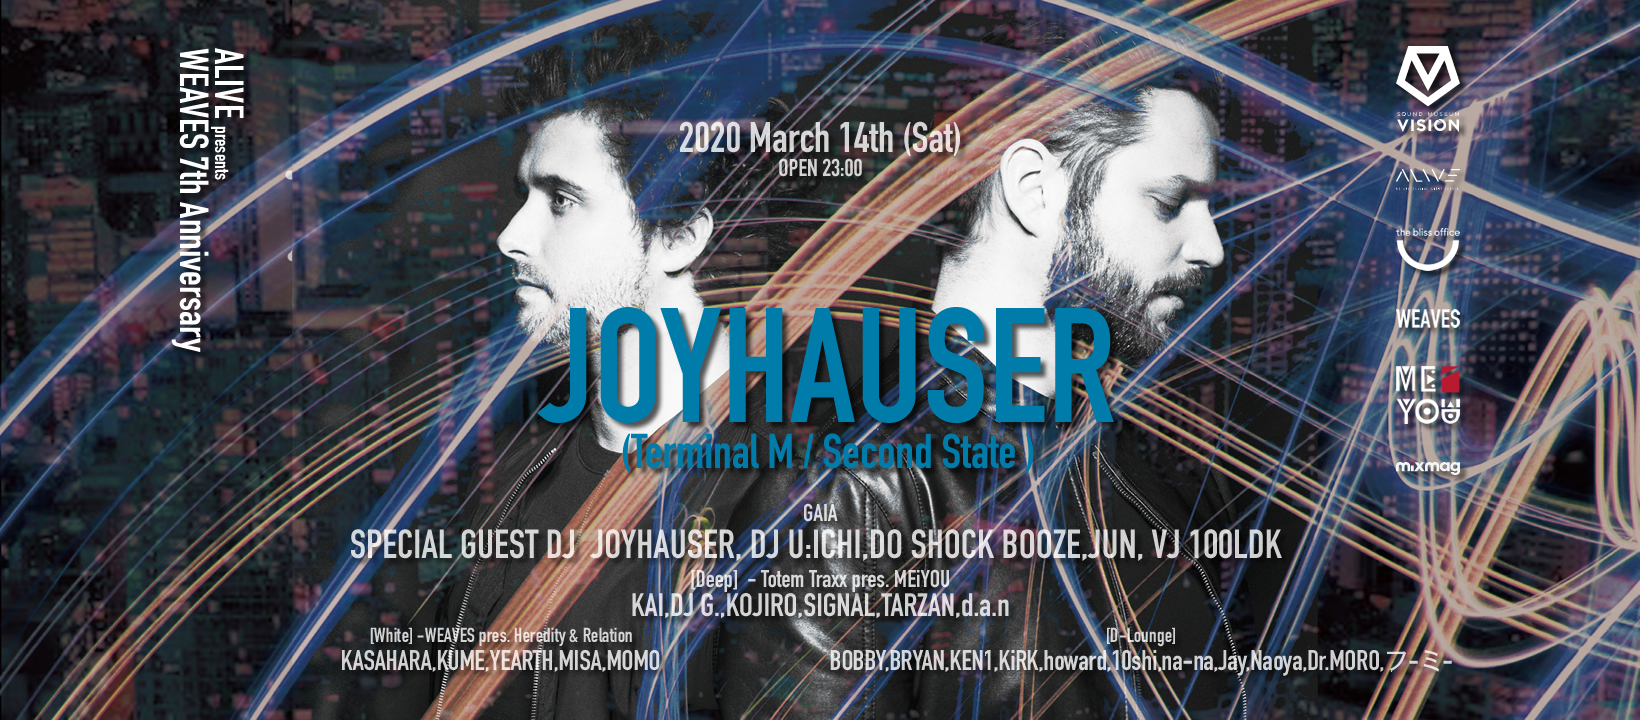 ALIVE presents
WEAVES 7th Anniversary
2020 March 14th (Sat)
OPEN 23:00
JOYHAUSER
(Terminal M / Second State )
GAIA
SPECIAL GUEST DJ JOYHAUSER, DJ U:ICHI,DO SHOCK BOOZE,JUN, VJ 100LDK
[Deep] - Totem Traxx pres. MEiYOU
KAI,DJ G.,KOJIRO,SIGNAL,TARZAN,d.a.n
[White] -WEAVES pres. Heredity & Relation
KASAHARA,KUME,YEARTH,MISA,MOMO
[D-Lounge]
BOBBY,BRYAN,KEN1,KiRK,howard,10shi,na-na,Jay,Naoya,Dr.MORO,フ-ミ-
SOUND MUSEUM
VISION
ALIVE
the bliss office
WEAVES
ME
YOU
mixmag